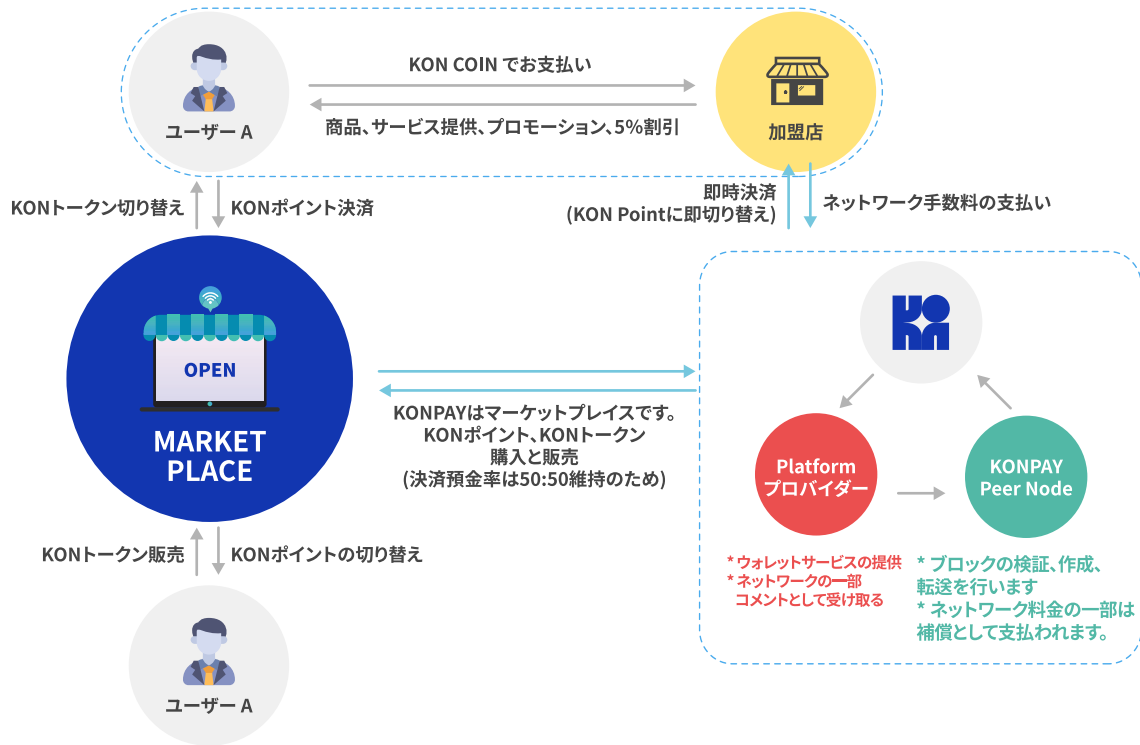 KON COIN でお支払い
ユーザー A
商品、サービス提供、プロモーション、5%割引
加盟店
KONトークン切り替え
KONポイント決済
即時決済
(KON Pointに即切り替え)
ネットワーク手数料の支払い
OPEN
MARKET
PLACE
KONPAYはマーケットプレイスです。
KONポイント、KONトークン
購入と販売
(決済預金率は50:50維持のため)
Platform
プロバイダー
KONPAY
Peer Node
KONトークン販売
KONポイントの切り替え
* ウォレットサービスの提供
* ネットワークの一部
コメントとして受け取る
* ブロックの検証、作成、
転送を行います
* ネットワーク料金の一部は
補償として支払われます。
ユーザー A